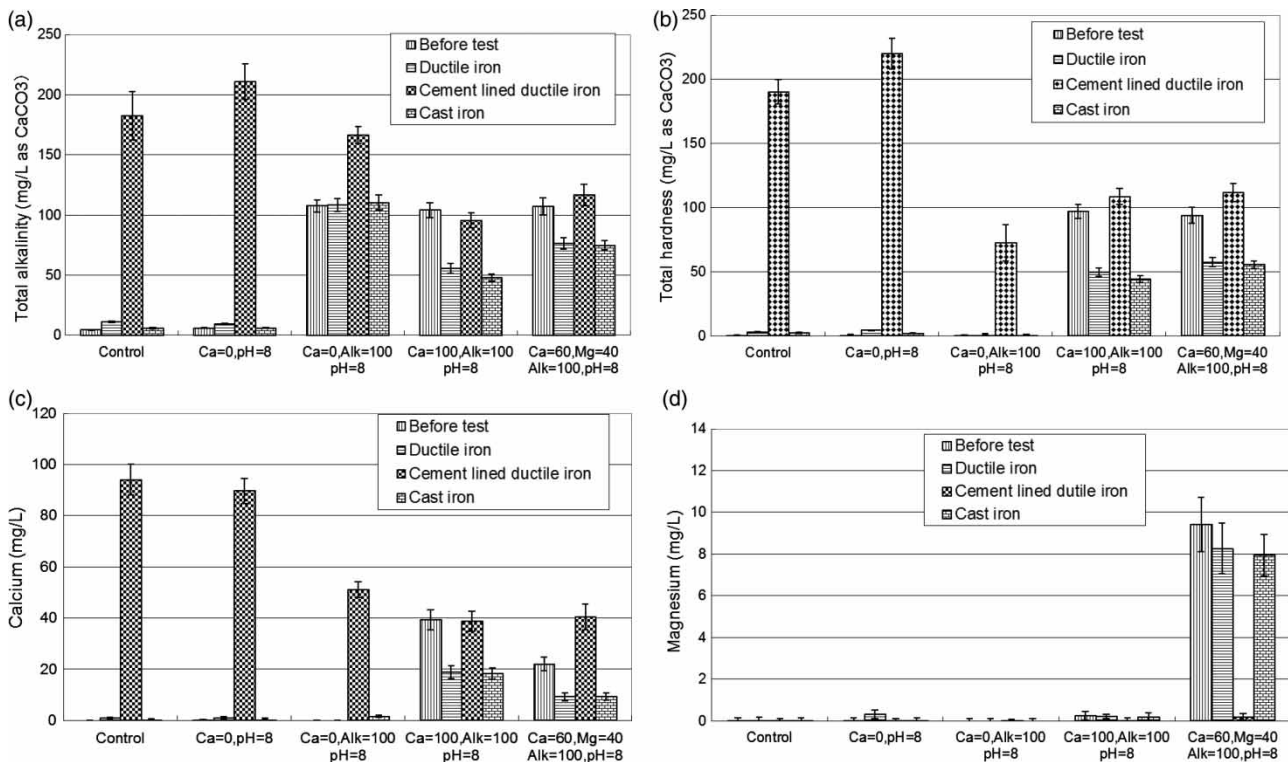 (a)
Total alkalinity (mg/L as CaCO3)
250
200
150
100
50
0
Before test
Ductile iron
Cement lined ductile iron
Cast iron
Control
Ca=0,pH=8
Ca=0,Alk=100
pH=8
Ca=100,Alk=100
pH=8
Ca=60,Mg=40
Alk=100,pH=8
(b)
Total hardness (mg/L as CaCO3)
250
200
150
100
50
0
Before test
Ductile iron
Cement lined ductile iron
Cast iron
Control
Ca=0,pH=8
Ca=0,Alk=100
pH=8
Ca=100,Alk=100
pH=8
Ca=60,Mg=40
Alk=100,pH=8
(c)
Calcium (mg/L)
120
100
80
60
40
20
0
Before test
Ductile iron
Cement lined ductile iron
Cast iron
Control
Ca=0,pH=8
Ca=0,Alk=100
pH=8
Ca=100,Alk=100
pH=8
Ca=60,Mg=40
Alk=100,pH=8
(d)
Magnesium (mg/L)
14
12
10
8
6
4
2
0
Before test
Ductile iron
Cement lined dutile iron
Cast iron
Control
Ca=0,pH=8
Ca=0,Alk=100
pH=8
Ca=100,Alk=100
pH=8
Ca=60,Mg=40
Alk=100,pH=8